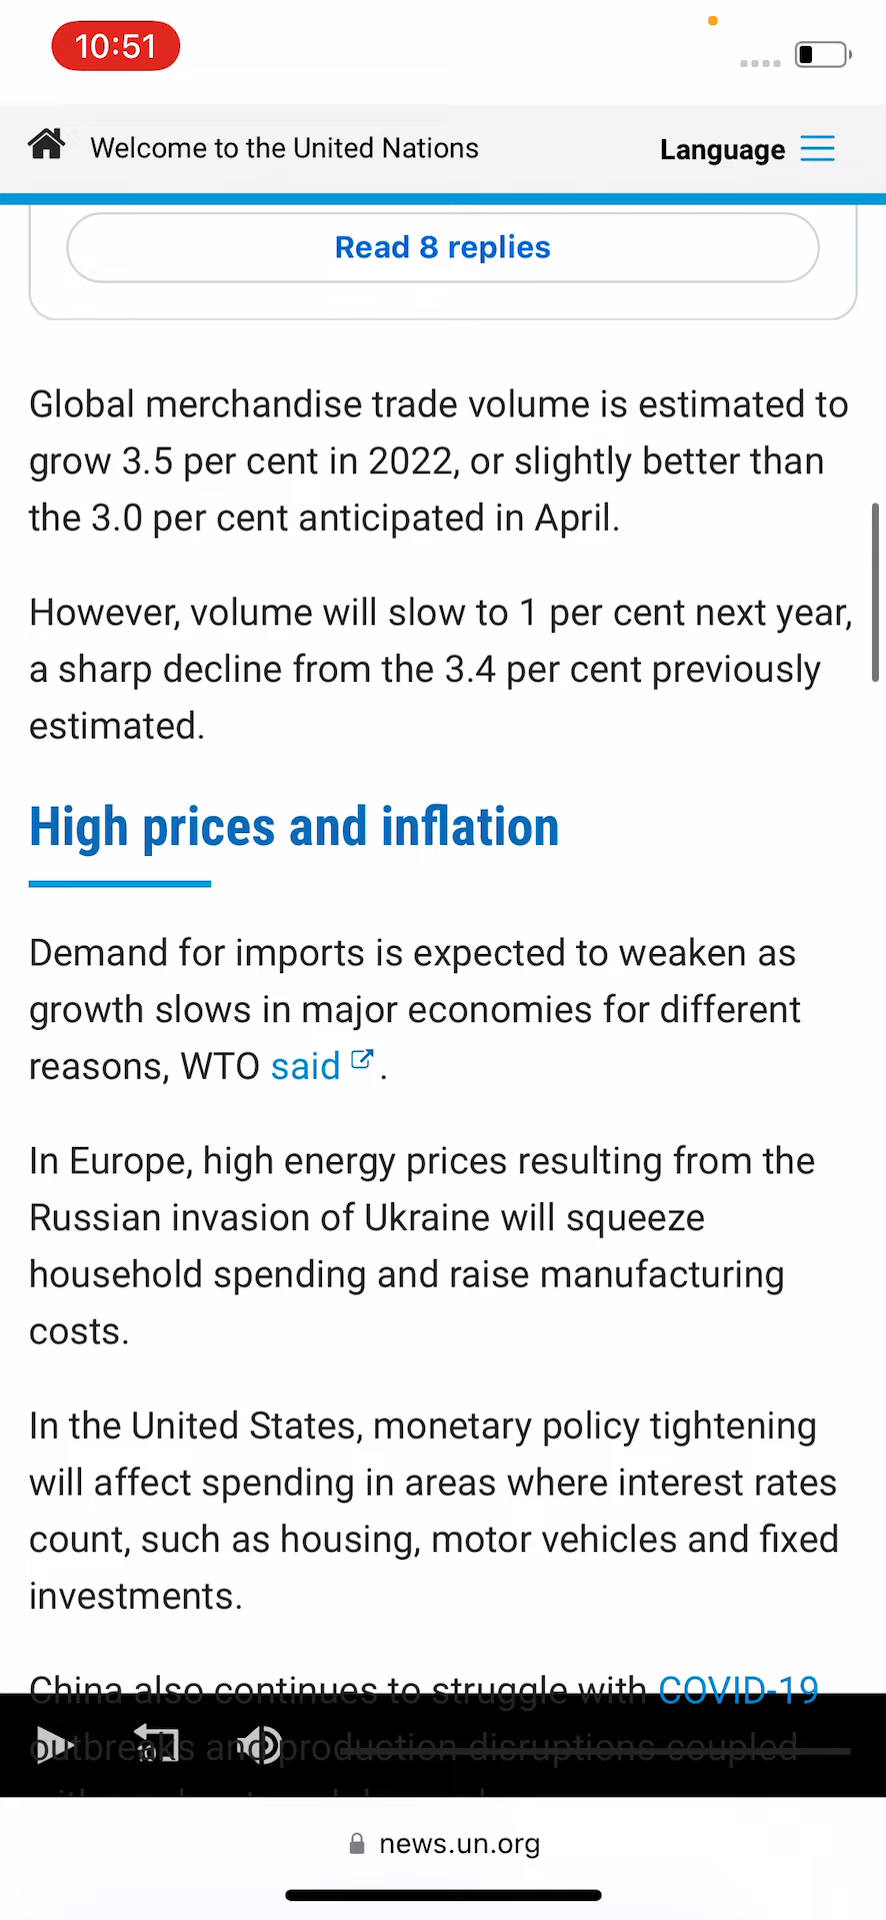 10:51
Welcome to the United Nations
Language
Read 8 replies
Global merchandise trade volume is estimated to
grow 3.5 per cent in 2022, or slightly better than
the 3.0 per cent anticipated in April.
However, volume will slow to 1 per cent next year,
a sharp decline from the 3.4 per cent previously
estimated.
High prices and inflation
Demand for imports is expected to weaken as
growth slows in major economies for different
reasons, WTO said.
In Europe, high energy prices resulting from the
Russian invasion of Ukraine will squeeze
household spending and raise manufacturing
costs.
In the United States, monetary policy tightening
will affect spending in areas where interest rates
count, such as housing, motor vehicles and fixed
investments.
China also continues to struggle with COVID-19
outbreaks and production disruptions coupled
news.un.org